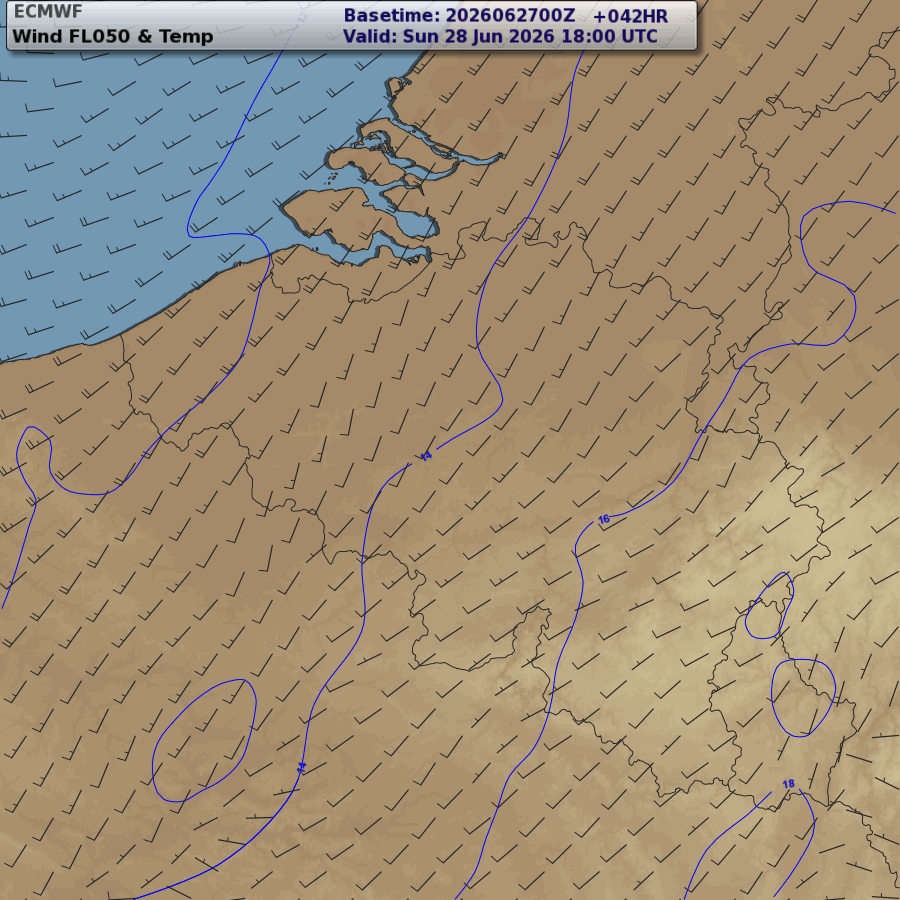 ECMWF
Basetime: 2026062700Z +042HR
Wind FL050 & Temp
Valid: Sun 28 Jun 2026 18:00 UTC
14
16
14
18